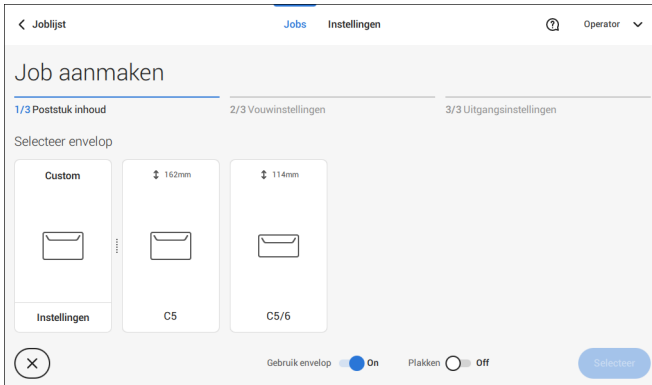 Joblijst
Jobs
Instellingen
Operator
Job aanmaken
1/3 Poststuk inhoud
2/3 Vouwinstellingen
3/3 Uitgangsinstellingen
Selecteer envelop
Custom
162mm
114mm
Instellingen
C5
C5/6
Gebruik envelop
On
Plakken
Off
Selecteer